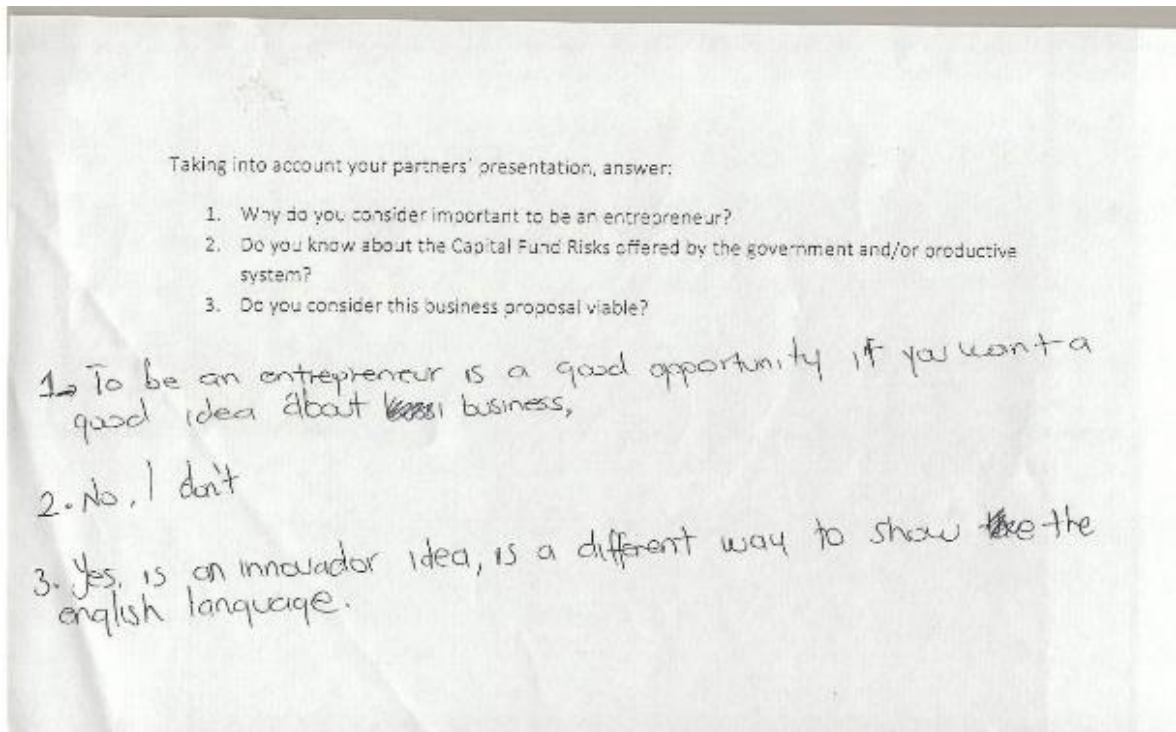 Taking into account your partners' presentation, answer:
1. Why do you consider important to be an entrepreneur?
2. Do you know about the Capital Fund Risks offered by the government and/or productive
system?
3. Do you consider this business proposal viable?
1. To be an entrepreneur is a good opportunity if you want a
good idea about business,
2. No, I don't
3. Yes, is an innovador idea, is a different way to show the
english language.